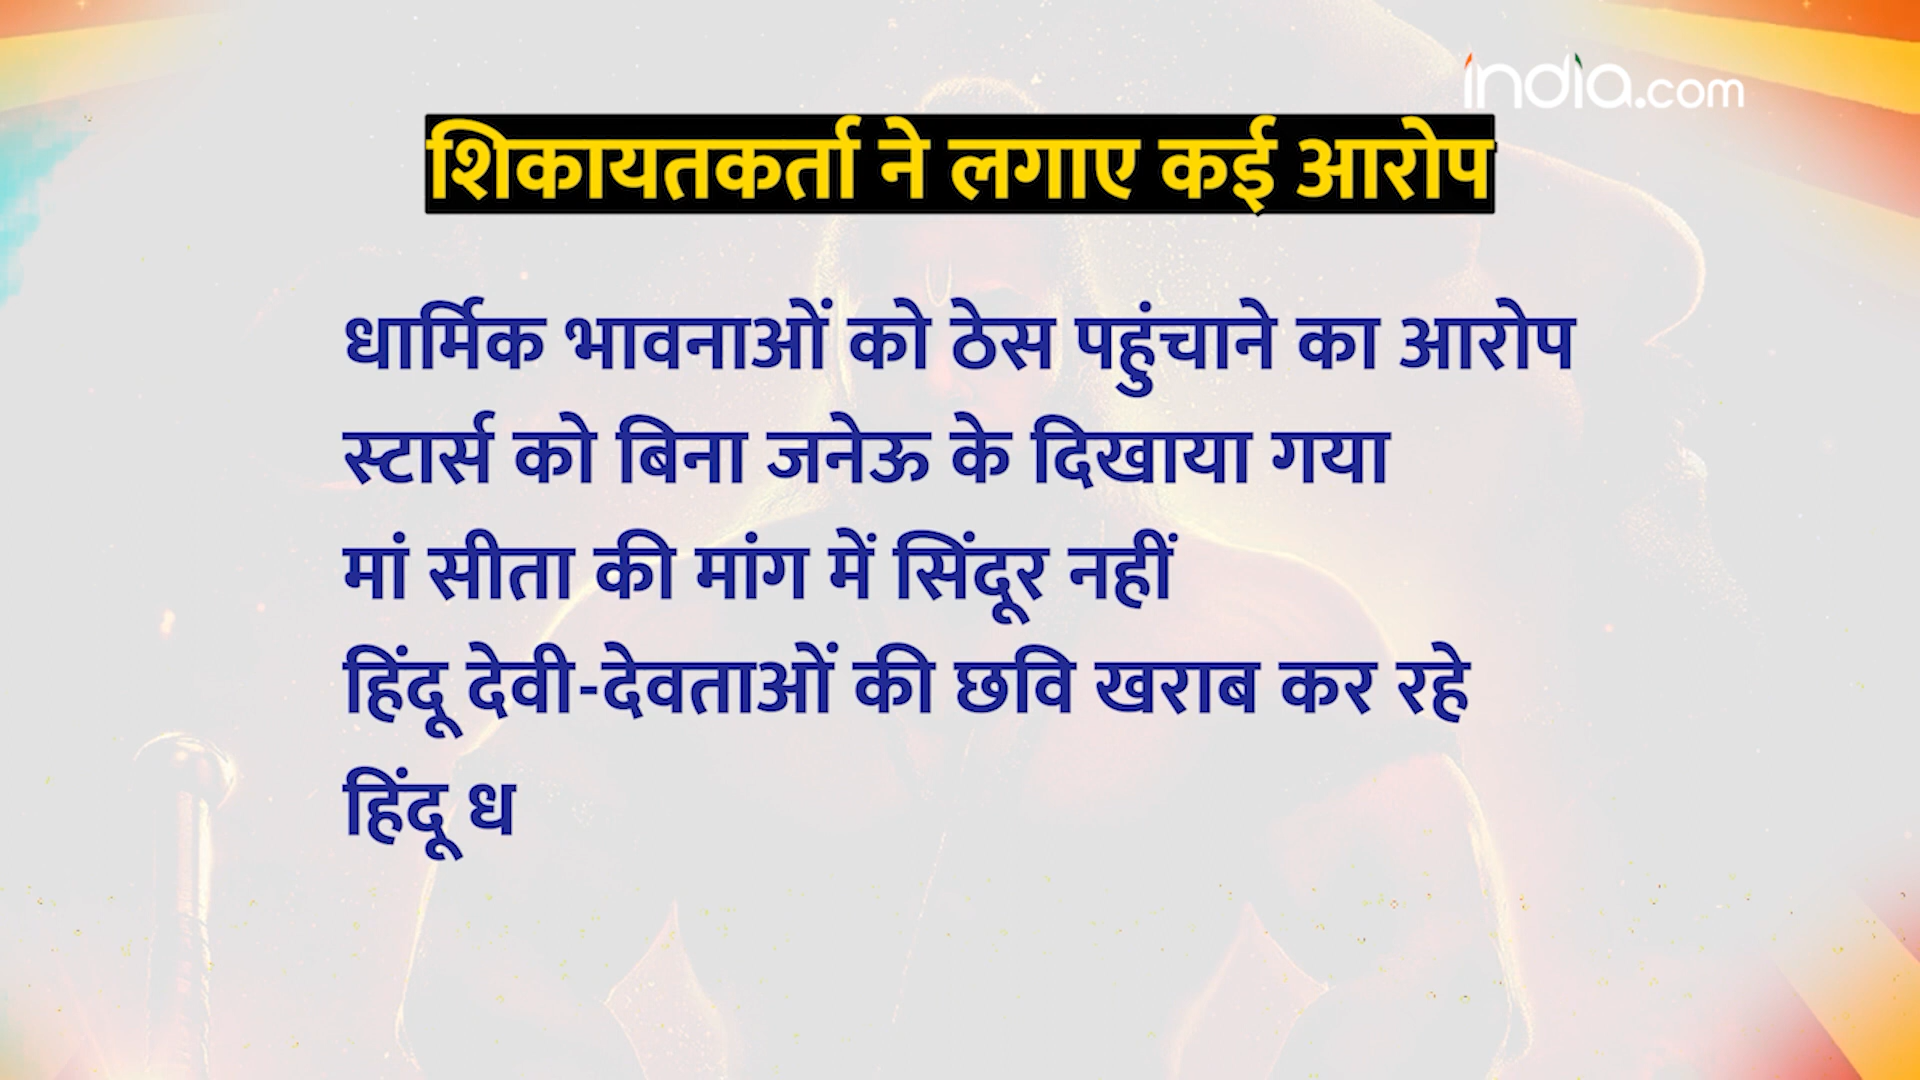 india.com
शिकायतकर्ता ने लगाए कई आरोप
धार्मिक भावनाओं को ठेस पहुंचाने का आरोप
स्टार्स को बिना जनेऊ के दिखाया गया
मां सीता की मांग में सिंदूर नहीं
हिंदू देवी-देवताओं की छवि खराब कर रहे
हिंदू ध